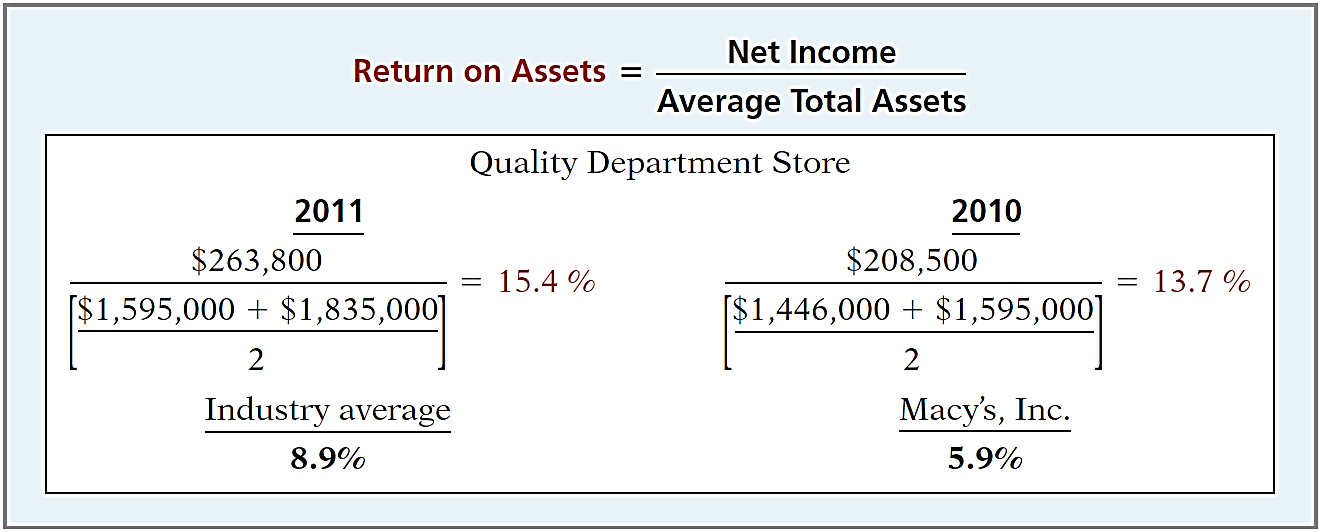 Return on Assets = Net Income
Average Total Assets
Quality Department Store
2011
2010
$263,800
[$1,595,000 + $1,835,000]
2
= 15.4 %
$208,500
[$1,446,000 + $1,595,000]
2
= 13.7 %
Industry average
8.9%
Macy's, Inc.
5.9%